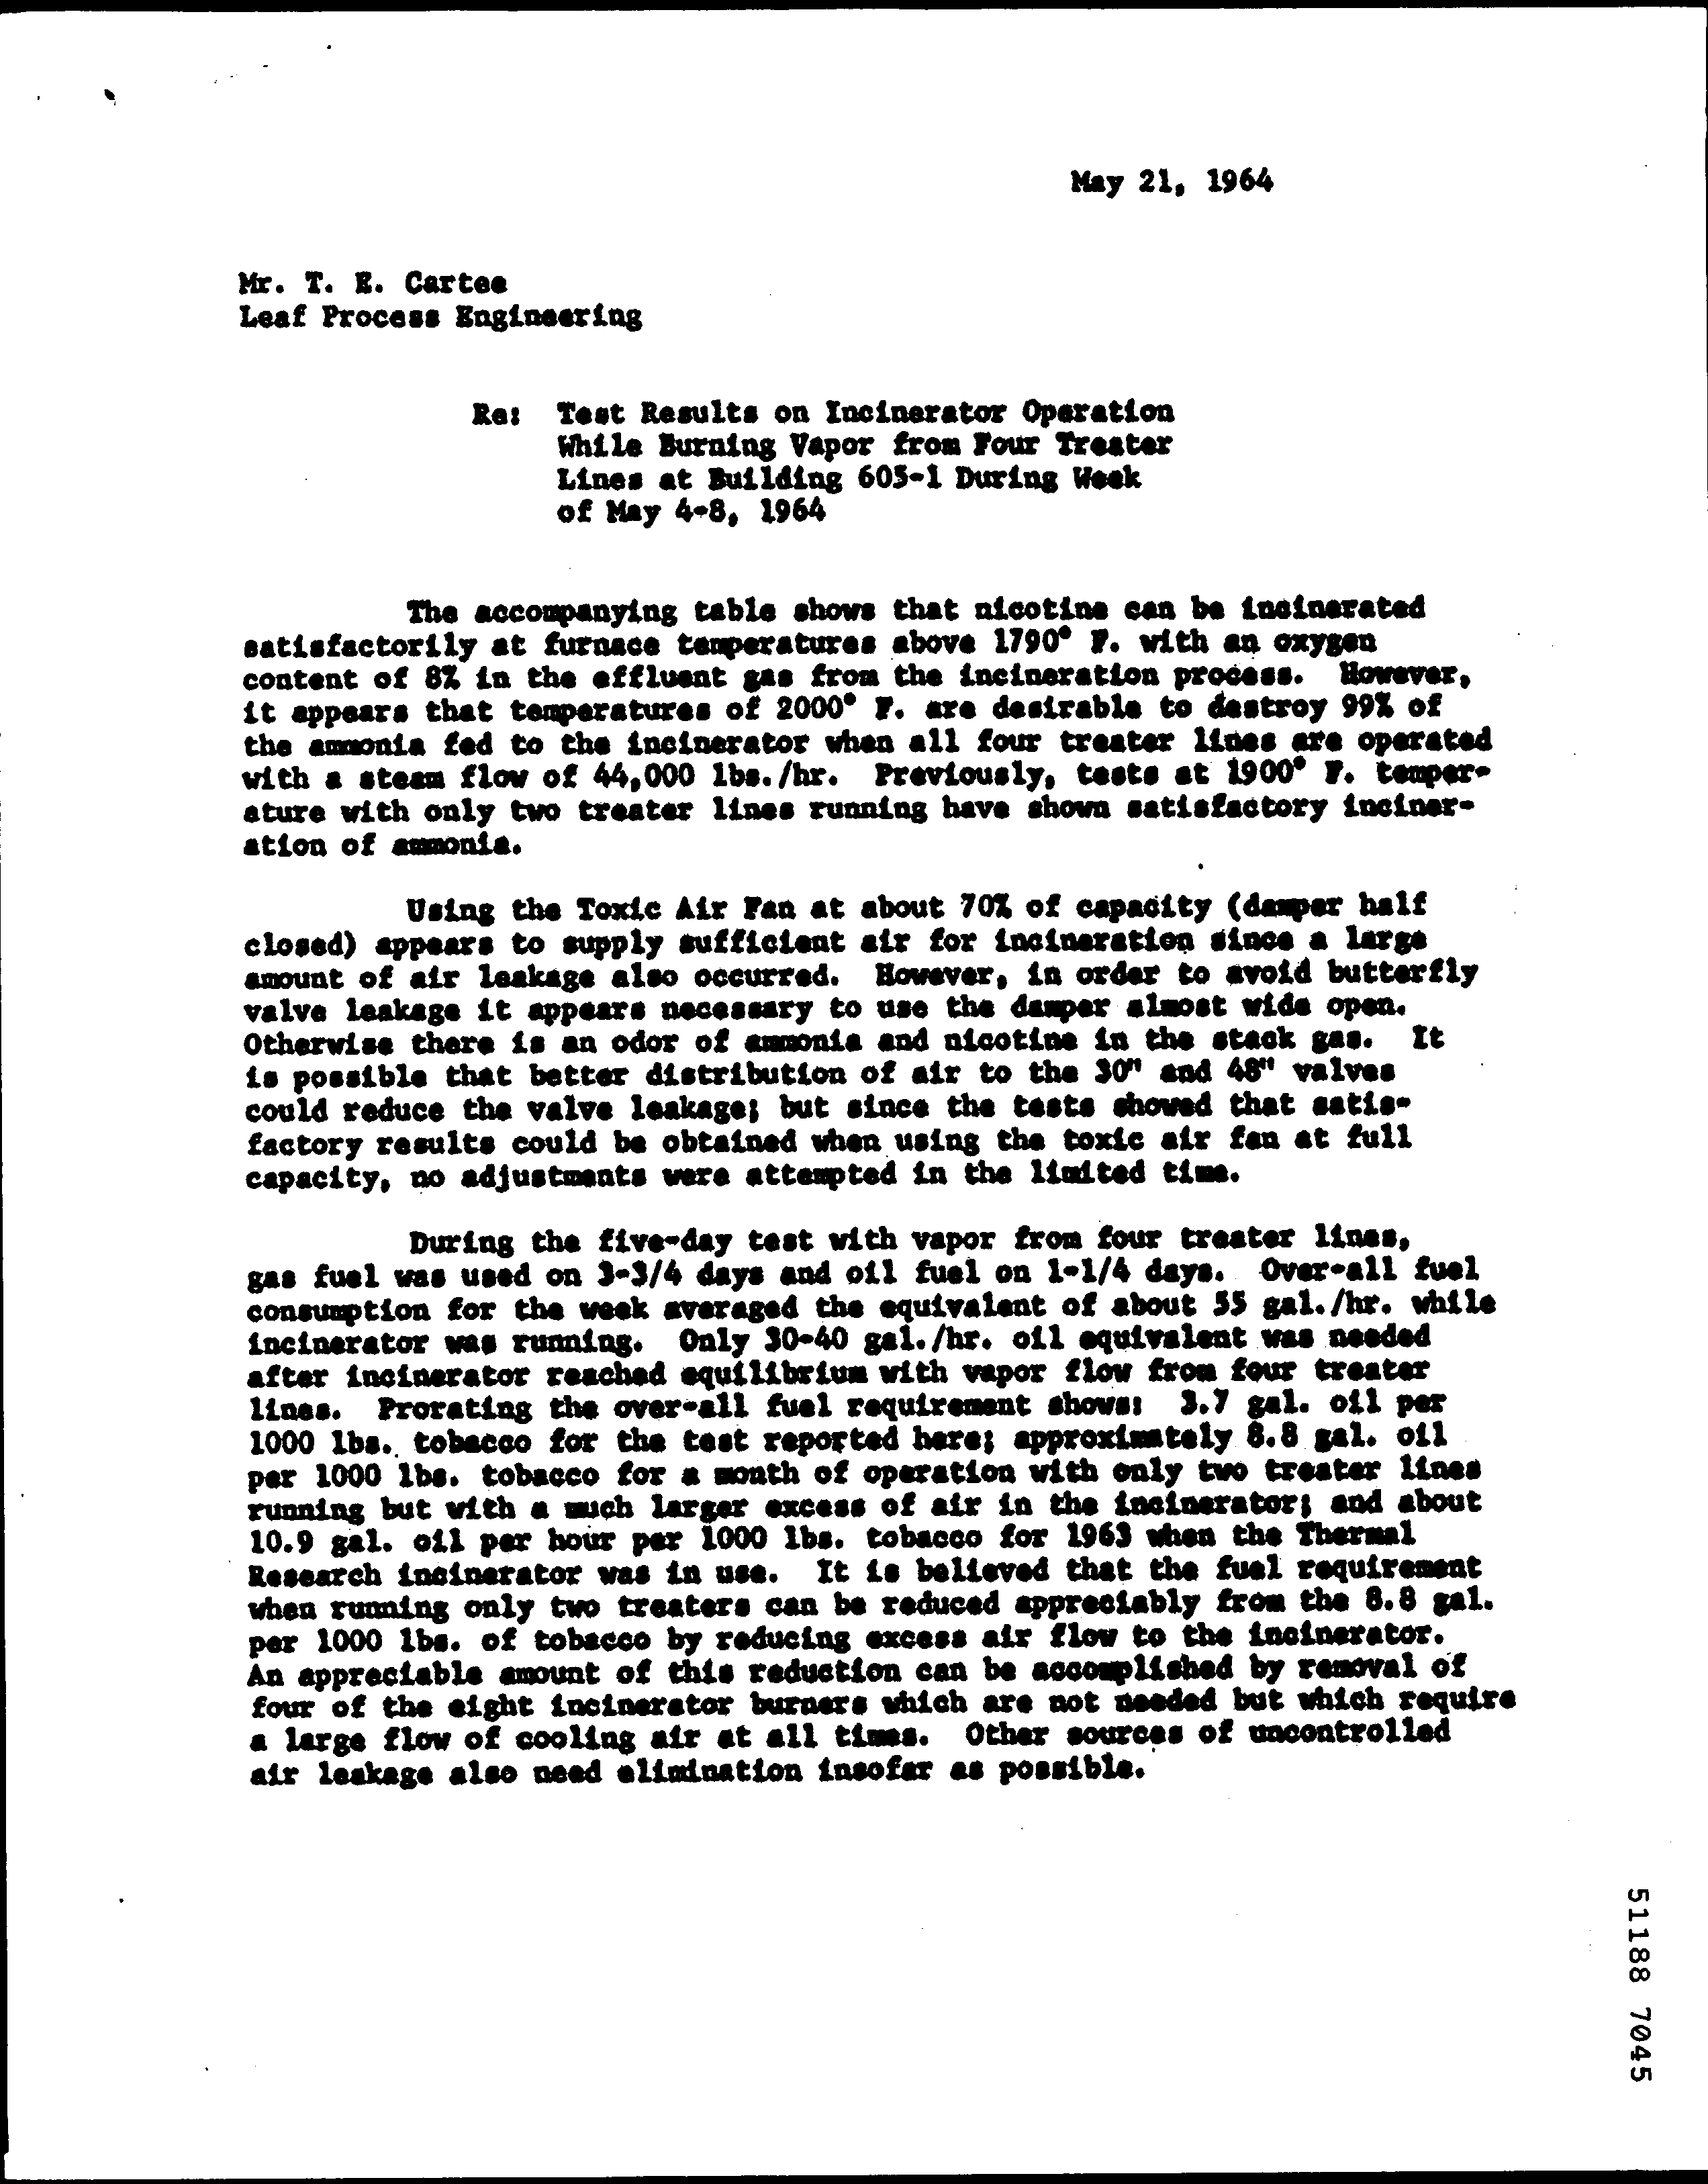 May 21, 1964
Mr. T. E. Cartee
Leaf Process Engineering
Re: Test Results on Incinerator Operation
While Burning Vapor from Four Treater
Lines at Building 605-1 During Week
of May 4-8, 1964
The accompanying table shows that nicotine can be incinerated
satisfactorily at furnace temperatures above 1790° F. with an oxygen
content of 8% in the effluent gas from the incineration process. However,
it appears that temperatures of 2000° F. are desirable to destroy 99% of
the ammonia fed to the incinerator when all four treater lines are operated
with a steam flow of 44,000 lbs./hr. Previously, tests at 1900° F. temper-
ature with only two treater lines running have shown satisfactory inciner-
ation of ammonia.
Using the Toxic Air Fan at about 70% of capacity (damper half
closed) appears to supply sufficient air for incineration since a large
amount of air leakage also occurred. However, in order to avoid butterfly
valve leakage it appears necessary to use the damper almost wide open.
Otherwise there is an odor of ammonia and nicotine in the stack gas. It
is possible that better distribution of air to the 30" and 48" valves
could reduce the valve leakage; but since the tests showed that satis-
factory results could be obtained when using the toxic air fan at full
capacity, no adjustments were attempted in the limited time.
During the five-day test with vapor from four treater lines,
gas fuel was used on 3-3/4 days and oil fuel on 1-1/4 days. Over-all fuel
consumption for the week averaged the equivalent of about 55 gal./hr. while
incinerator was running. Only 30-40 gal./hr. oil equivalent was needed
after incinerator reached equilibrium with vapor flow from four treater
lines. Prorating the over-all fuel requirement shows: 3.7 gal. oil per
1000 lbs. tobacco for the test reported here; approximately 8.8 gal. oil
per 1000 lbs. tobacco for a month of operation with only two treater lines
running but with a much larger excess of air in the incinerator; and about
10.9 gal. oil per hour per 1000 lbs. tobacco for 1963 when the Thermal
Research incinerator was in use. It is believed that the fuel requirement
when running only two treaters can be reduced appreciably from the 8.8 gal.
per 1000 lbs. of tobacco by reducing excess air flow to the incinerator.
An appreciable amount of this reduction can be accomplished by removal of
four of the eight incinerator burners which are not needed but which require
a large flow of cooling air at all times. Other sources of uncontrolled
air leakage also need elimination insofar as possible.
51188 7045